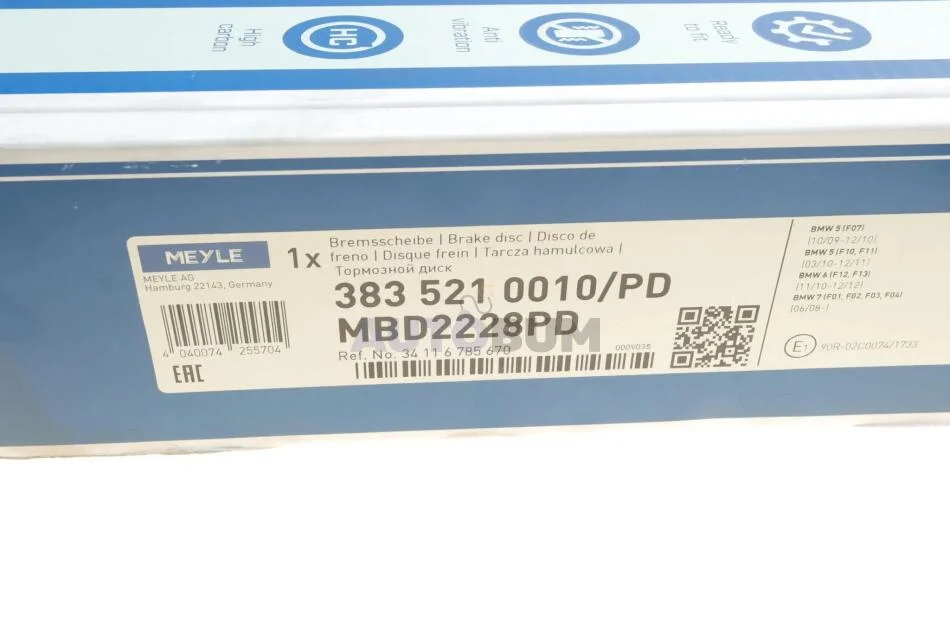 High
carbon
HC
Anti
vibration
Ready
to fit
MEYLE
MEYLE AG
Hamburg 22143, Germany
4 040074 255704
EAC
1x
Bremsscheibe | Brake disc | Disco de
freno | Disque frein | Tarcza hamulcowa |
Тормозной диск
383 521 0010/PD
MBD2228PD
AUTOBUM
Ref. No. 34 11 6 785 670
000V035
BMW 5 (F07)
(10/09-12/10)
BMW 5 (F10, F11)
(03/10-12/11)
BMW 6 (F12, F13)
(11/10-12/12)
BMW 7 (F01, F02, F03, F04)
(06/08-)
E1 90R-02C0074/1733